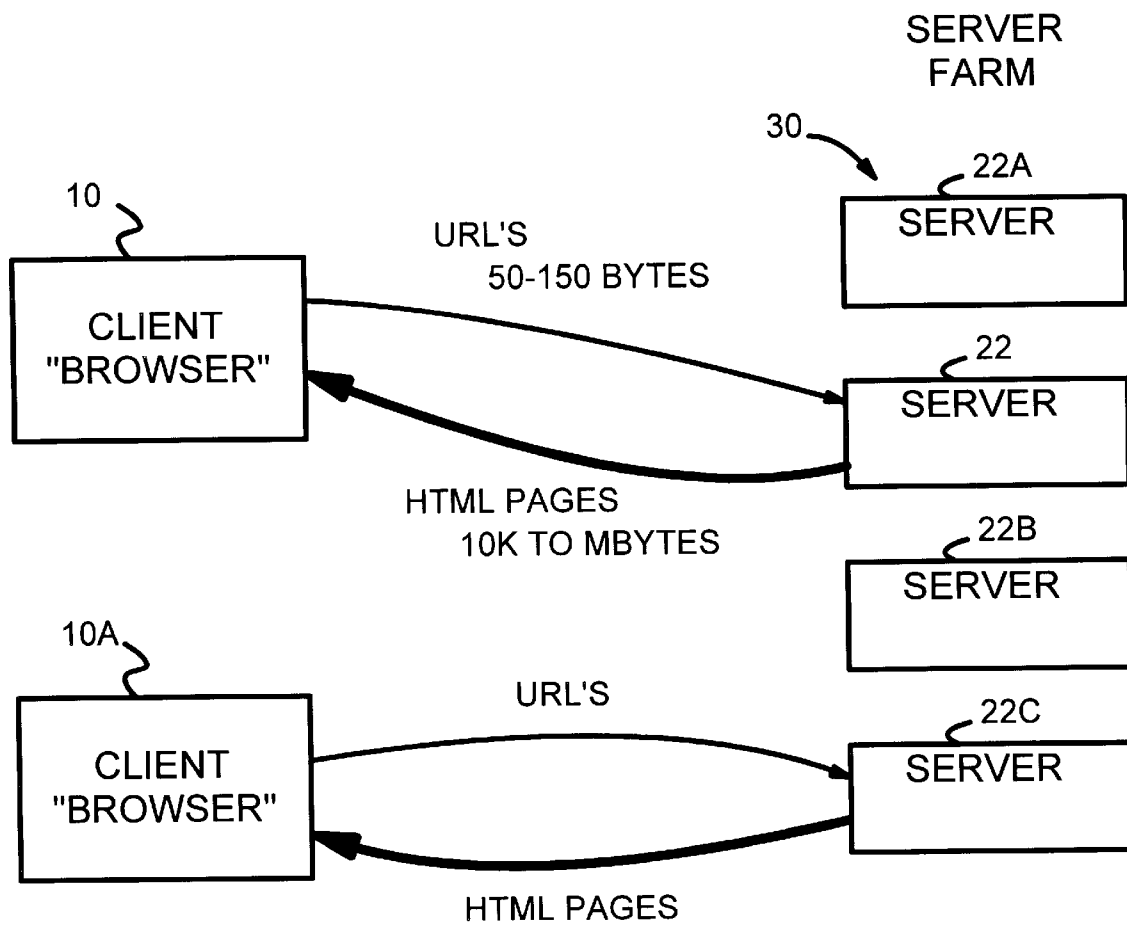 SERVER
FARM
30
22A
SERVER
10
URL'S
50-150 BYTES
CLIENT
"BROWSER"
22
SERVER
HTML PAGES
10K TO MBYTES
22B
SERVER
10A
URL'S
22C
SERVER
CLIENT
"BROWSER"
HTML PAGES